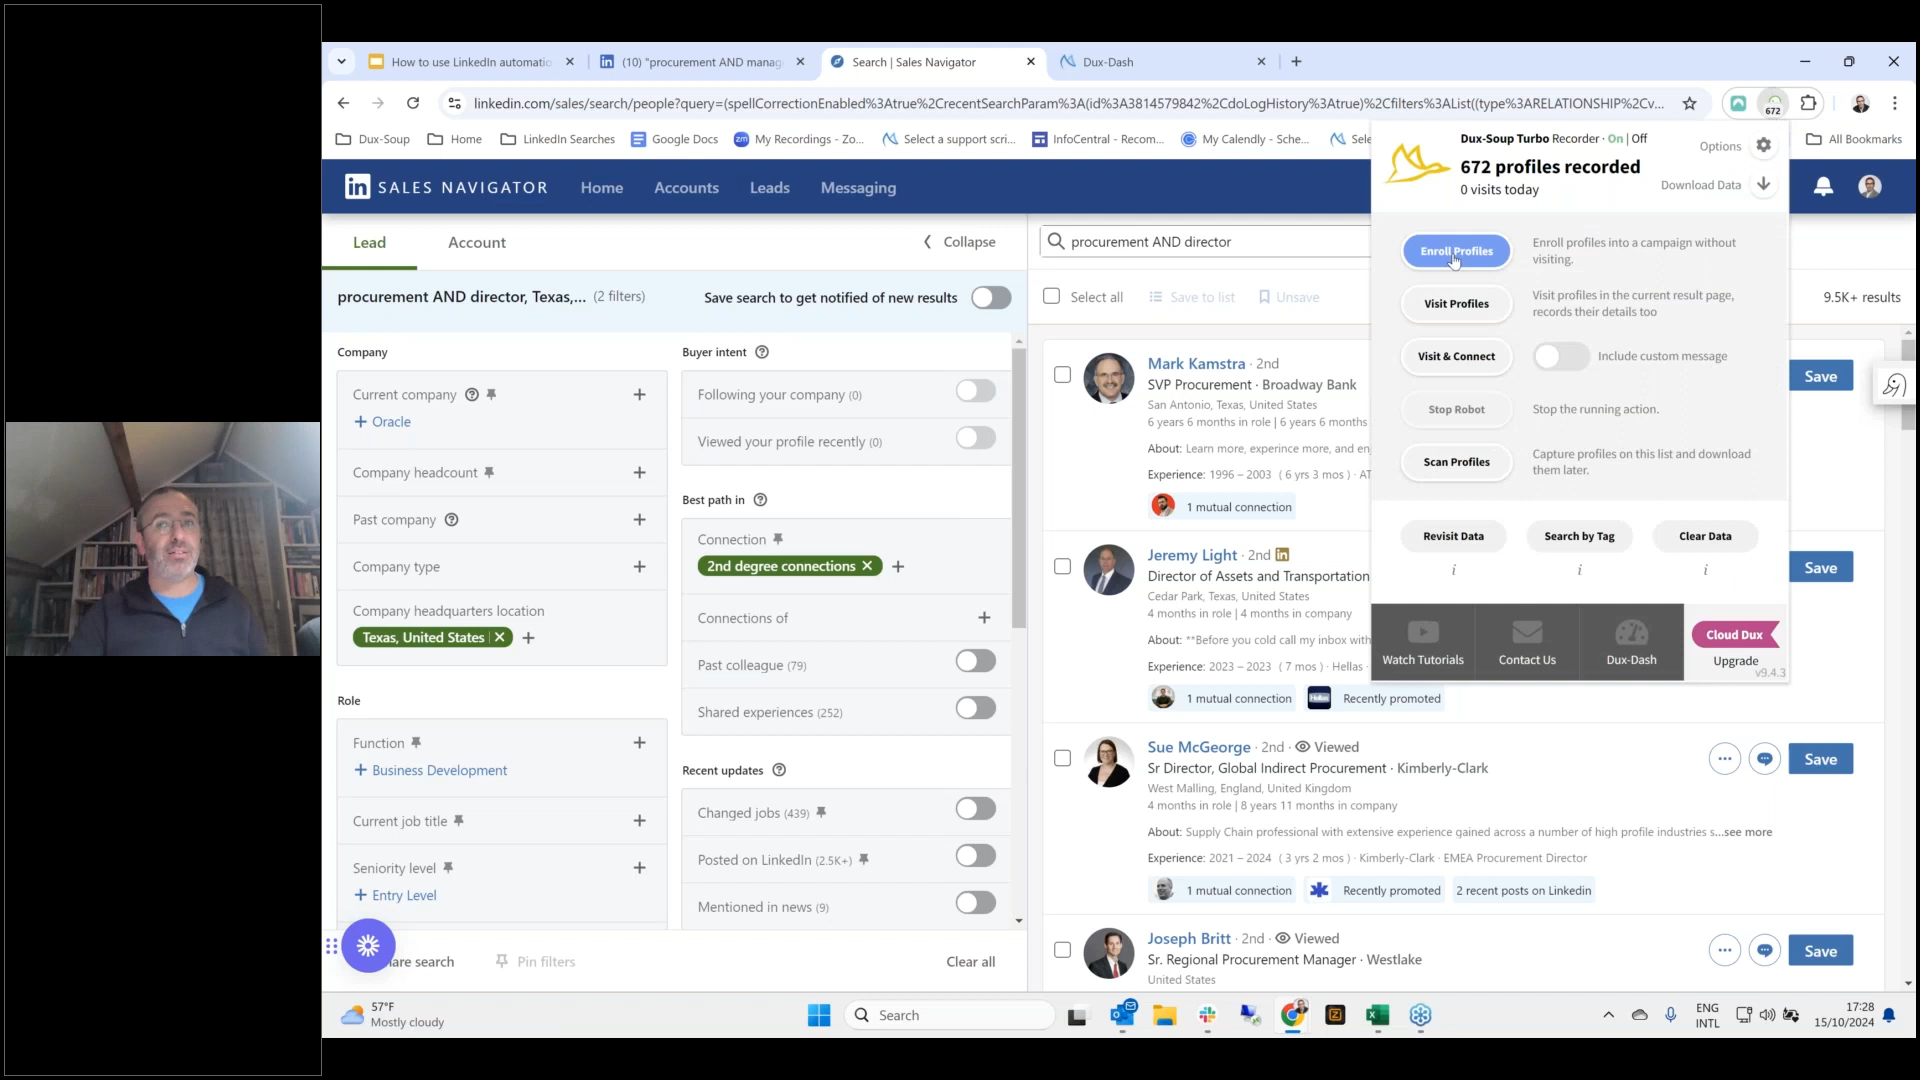 How to use LinkedIn automatio
(10) "procurement AND mana
Search | Sales Navigator
Dux-Dash
linkedin.com/sales/search/people?query=(spellCorrectionEnabled%3Atrue%2CrecentSearchParam%3A(id%3A3814579842%2CdoLogHistory%3Atrue)%2Cfilters%3AList((type%3ARELATIONSHIP%2Cv...
672
Dux-Soup
Home
LinkedIn Searches
Google Docs
zm
My Recordings - Zo...
Select a support scri...
InfoCentral - Recom...
My Calendly - Sche...
Sele
All Bookmarks
in SALES NAVIGATOR
Home
Accounts
Leads
Messaging
Dux-Soup Turbo Recorder · On | Off
672 profiles recorded
0 visits today
Options
Download Data
Enroll Profiles
Enroll profiles into a campaign without
visiting.
Visit Profiles
Visit profiles in the current result page,
records their details too
Visit & Connect
Include custom message
Stop Robot
Stop the running action.
Scan Profiles
Capture profiles on this list and download
them later.
Revisit Data
Search by Tag
Clear Data
i
i
i
Watch Tutorials
Contact Us
Dux-Dash
Cloud Dux
Upgrade
v9.4.3
Lead
Account
Collapse
procurement AND director, Texas,... (2 filters)
Save search to get notified of new results
Company
Current company
+ Oracle
Company headcount
Past company
Company type
Company headquarters location
Texas, United States
Role
Function
+ Business Development
Current job title
Seniority level
+ Entry Level
Buyer intent
Following your company (0)
Viewed your profile recently (0)
Best path in
Connection
2nd degree connections
Connections of
Past colleague (79)
Shared experiences (252)
Recent updates
Changed jobs (439)
Posted on LinkedIn (2.5K+)
Mentioned in news (9)
are search
Pin filters
Clear all
procurement AND director
Select all
Save to list
Unsave
9.5K+ results
Mark Kamstra · 2nd
SVP Procurement · Broadway Bank
San Antonio, Texas, United States
6 years 6 months in role | 6 years 6 months
About: Learn more, experince more, and en
Experience: 1996 – 2003 ( 6 yrs 3 mos ) · AT
1 mutual connection
Save
Jeremy Light · 2nd
Director of Assets and Transportation
Cedar Park, Texas, United States
4 months in role | 4 months in company
About: **Before you cold call my inbox with
Experience: 2023 – 2023 ( 7 mos ) · Hellas ·
1 mutual connection
Recently promoted
Save
Sue McGeorge · 2nd · Viewed
Sr Director, Global Indirect Procurement · Kimberly-Clark
West Malling, England, United Kingdom
4 months in role | 8 years 11 months in company
About: Supply Chain professional with extensive experience gained across a number of high profile industries s...see more
Experience: 2021 – 2024 ( 3 yrs 2 mos ) · Kimberly-Clark · EMEA Procurement Director
1 mutual connection
Recently promoted
2 recent posts on Linkedin
Save
Joseph Britt · 2nd · Viewed
Sr. Regional Procurement Manager · Westlake
United States
Save
57°F
Mostly cloudy
Search
ENG
INTL
17:28
15/10/2024